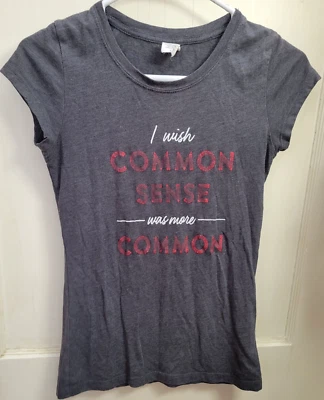 I wish
COMMON
SENSE
was more
COMMON